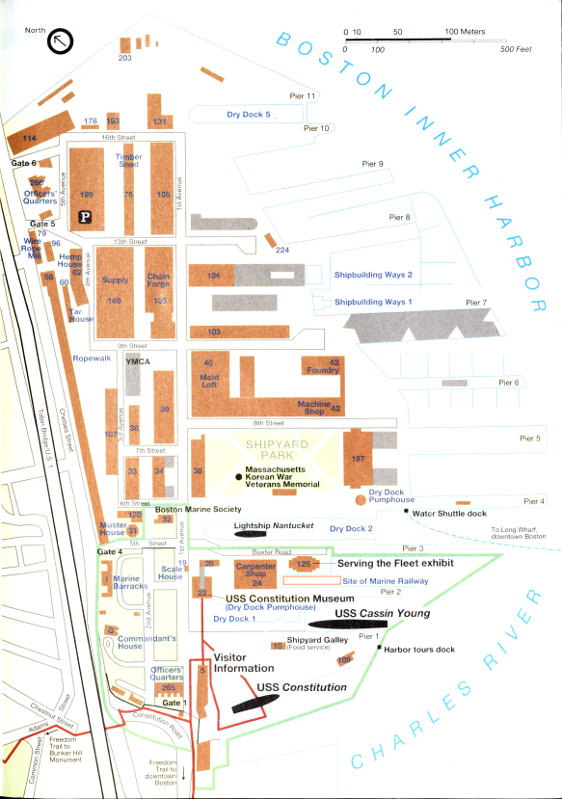 North
0 10 50 100 Meters
0 100 500 Feet
BOSTON INNER HARBOR
203
Pier 11
178
193
131
Dry Dock 5
114
Pier 10
16th Street
Gate 6
Timber
Shed
Pier 9
266
Officers'
Quarters
5th Avenue
199
75
106
1st Avenue
P
Pier 8
Gate 5
79
Wire
Rope
Mill
96
13th Street
224
Hemp
House
62
58
60
4th Avenue
Supply
149
Chain
Forge
105
104
Shipbuilding Ways 2
Shipbuilding Ways 1
Pier 7
Tar
House
103
9th Street
Ropewalk
YMCA
40
Mold
Loft
42
Foundry
Pier 6
Machine
Shop 42
39
38
107
3rd Avenue
8th Street
Tobin Bridge U.S. 1
Chelsea Street
SHIPYARD
PARK
Pier 5
7th Street
36
197
Massachusetts
Korean War
Veterans Memorial
33
34
Dry Dock
Pumphouse
Pier 4
6th Street
Boston Marine Society
120
32
Water Shuttle dock
Muster
House
31
Lightship Nantucket
Dry Dock 2
To Long Wharf,
downtown Boston
5th Street
1st Avenue
Baxter Road
Pier 3
Gate 4
Scale
House
19
28
Carpenter
Shop
24
125
Serving the Fleet exhibit
I
Marine
Barracks
Site of Marine Railway
22
USS Constitution Museum
(Dry Dock Pumphouse)
Pier 2
2nd Avenue
Dry Dock 1
USS Cassin Young
G
Commandant's
House
Pier 1
10
Shipyard Galley
(Food service)
Harbor tours dock
109
Visitor
Information
Officers'
Quarters
265
5
USS Constitution
Gate 1
CHARLES RIVER
Chestnut Street
Adams Street
Constitution Road
Common Street
Freedom
Trail to
Bunker Hill
Monument
Freedom
Trail to
downtown
Boston